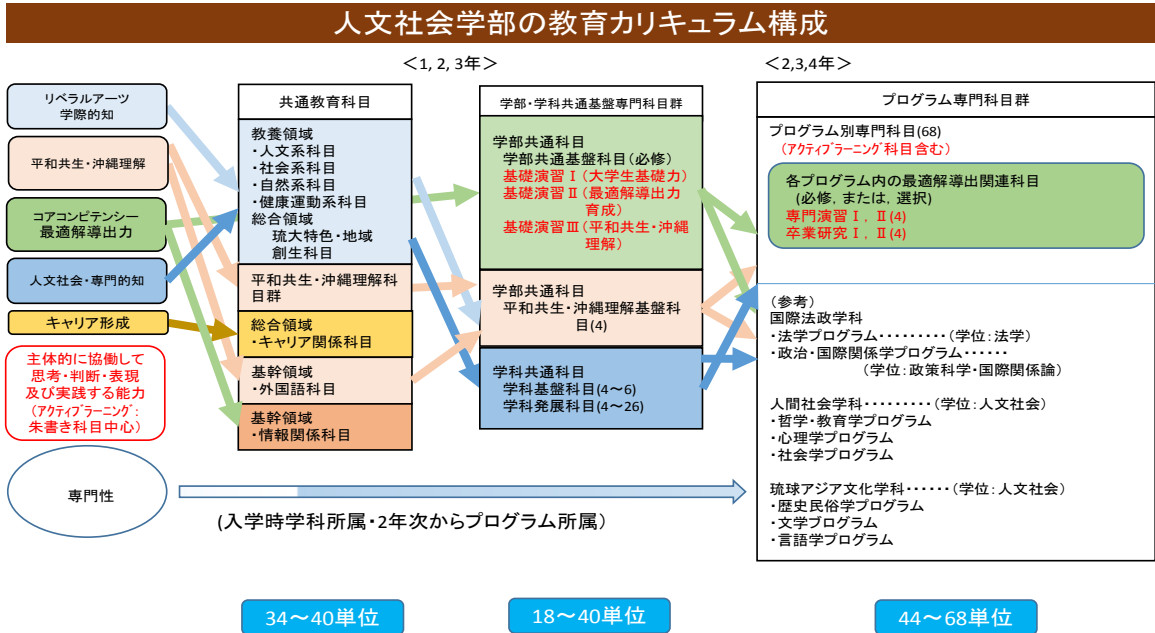 人文社会学部の教育カリキュラム構成
＜1, 2, 3年＞
＜2,3,4年＞
リベラルアーツ
学際的知
平和共生・沖縄理解
コアコンピテンシー
最適解導出力
人文社会・専門的知
キャリア形成
主体的に協働して
思考・判断・表現
及び実践する能力
(アクティブラーニング:
朱書き科目中心)
専門性
共通教育科目
教養領域
・人文系科目
・社会系科目
・自然系科目
・健康運動系科目
総合領域
琉大特色・地域
創生科目
平和共生・沖縄理解科
目群
総合領域
・キャリア関係科目
基幹領域
・外国語科目
基幹領域
・情報関係科目
学部・学科共通基盤専門科目群
学部共通科目
学部共通基盤科目(必修)
基礎演習Ⅰ(大学生基礎力)
基礎演習Ⅱ(最適解導出力
育成)
基礎演習Ⅲ(平和共生・沖縄
理解)
学部共通科目
平和共生・沖縄理解基盤科
目(4)
学科共通科目
学科基盤科目(4～6)
学科発展科目(4～26)
プログラム専門科目群
プログラム別専門科目(68)
(アクティブラーニング科目含む)
各プログラム内の最適解導出関連科目
(必修, または, 選択)
専門演習Ⅰ, Ⅱ(4)
卒業研究Ⅰ, Ⅱ(4)
(参考)
国際法政学科
・法学プログラム・・・・・・・・・(学位:法学)
・政治・国際関係学プログラム・・・・・・
(学位:政策科学・国際関係論)
人間社会学科・・・・・・・・・(学位:人文社会)
・哲学・教育学プログラム
・心理学プログラム
・社会学プログラム
琉球アジア文化学科・・・・・・(学位:人文社会)
・歴史民俗学プログラム
・文学プログラム
・言語学プログラム
(入学時学科所属・2年次からプログラム所属)
34～40単位
18～40単位
44～68単位